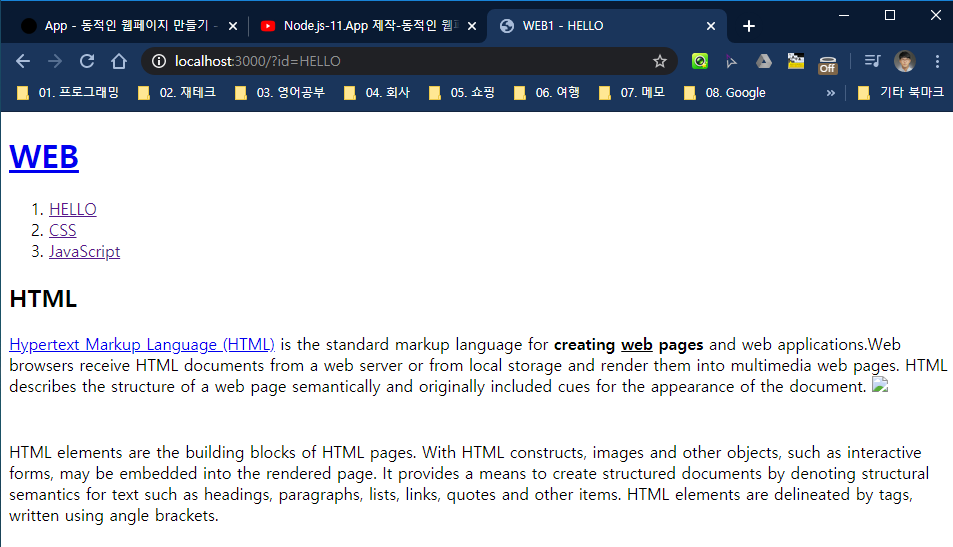 App - 동적인 웹페이지 만들기 -
Node.js-11.App 제작-동적인 웹
WEB1 - HELLO
localhost:3000/?id=HELLO
Off
01. 프로그래밍
02. 재테크
03. 영어공부
04. 회사
05. 쇼핑
06. 여행
07. 메모
08. Google
»
기타 북마크
WEB
1. HELLO
2. CSS
3. JavaScript
HTML
Hypertext Markup Language (HTML) is the standard markup language for creating web pages and web applications.Web
browsers receive HTML documents from a web server or from local storage and render them into multimedia web pages. HTML
describes the structure of a web page semantically and originally included cues for the appearance of the document.
HTML elements are the building blocks of HTML pages. With HTML constructs, images and other objects, such as interactive
forms, may be embedded into the rendered page. It provides a means to create structured documents by denoting structural
semantics for text such as headings, paragraphs, lists, links, quotes and other items. HTML elements are delineated by tags,
written using angle brackets.